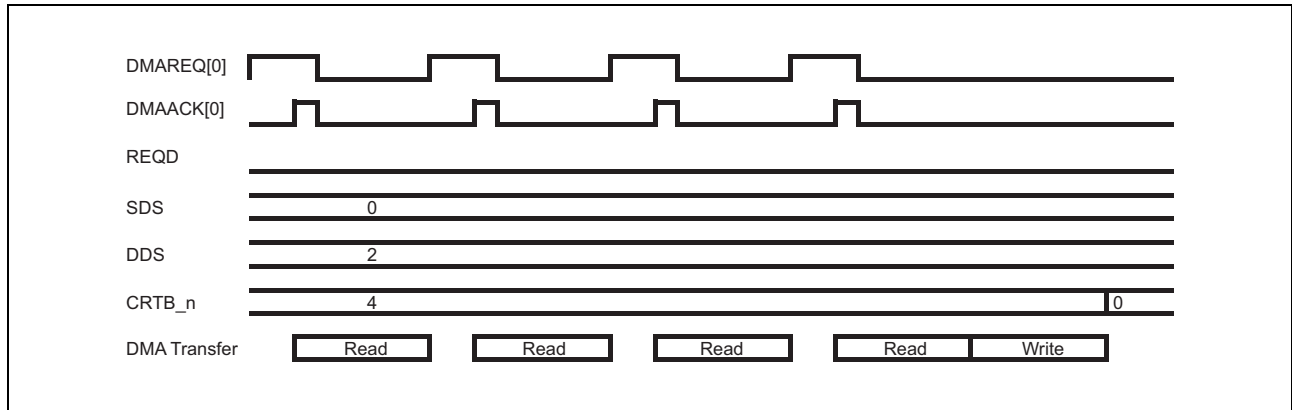 DMAREQ[0]
DMAACK[0]
REQD
SDS 0
DDS 2
CRTB_n 4 0
DMA Transfer Read Read Read Read Write